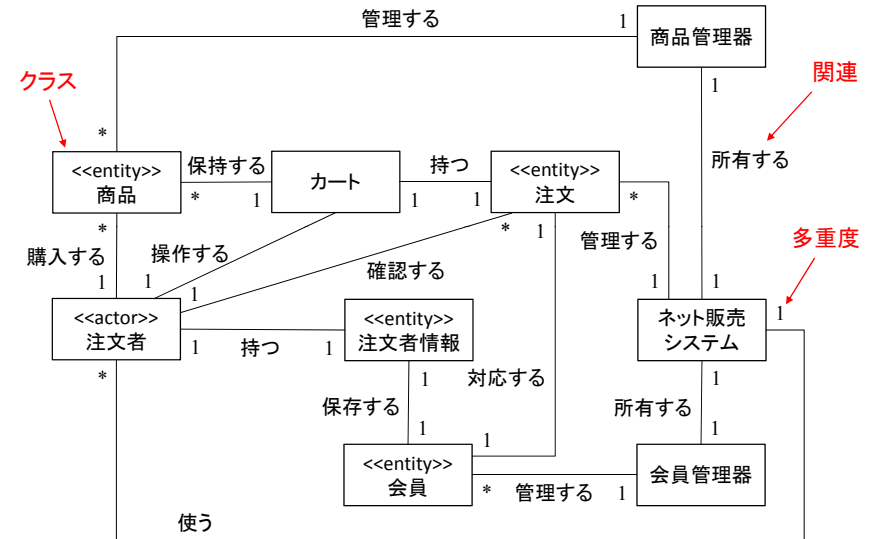 管理する
1
商品管理器
クラス
関連
1
*
<<entity>>
商品
保持する
*
1
カート
持つ
1
1
<<entity>>
注文
*
所有する
*
購入する
1
操作する
1
1
確認する
*
1
管理する
1
1
多重度
<<actor>>
注文者
1
持つ
1
<<entity>>
注文者情報
ネット販売
システム
1
*
1
保存する
1
対応する
1
1
所有する
1
<<entity>>
会員
*
管理する
1
会員管理器
使う